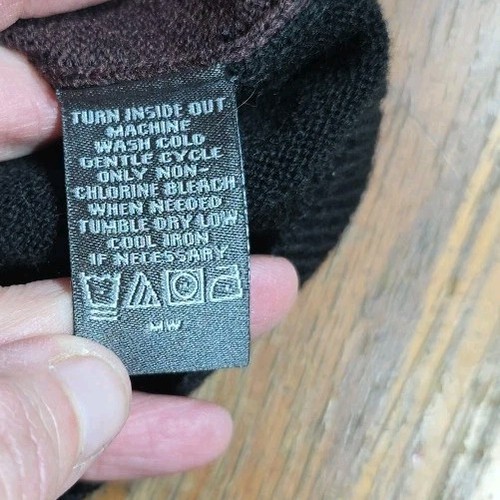 TURN INSIDE OUT
MACHINE
WASH COLD
GENTLE CYCLE
ONLY NON-
CHLORINE BLEACH
WHEN NEEDED
TUMBLE DRY LOW
COOL IRON
IF NECESSARY
MW